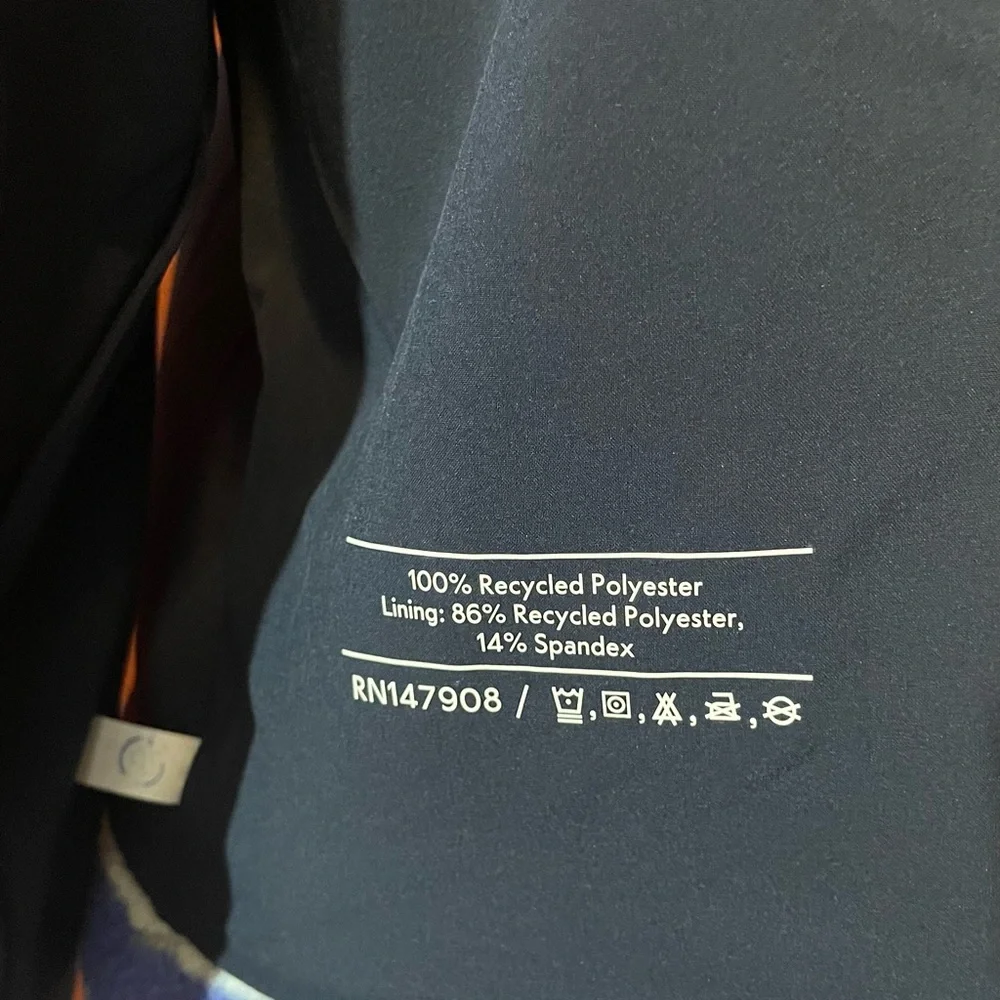 100% Recycled Polyester
Lining: 86% Recycled Polyester,
14% Spandex
RN147908 /